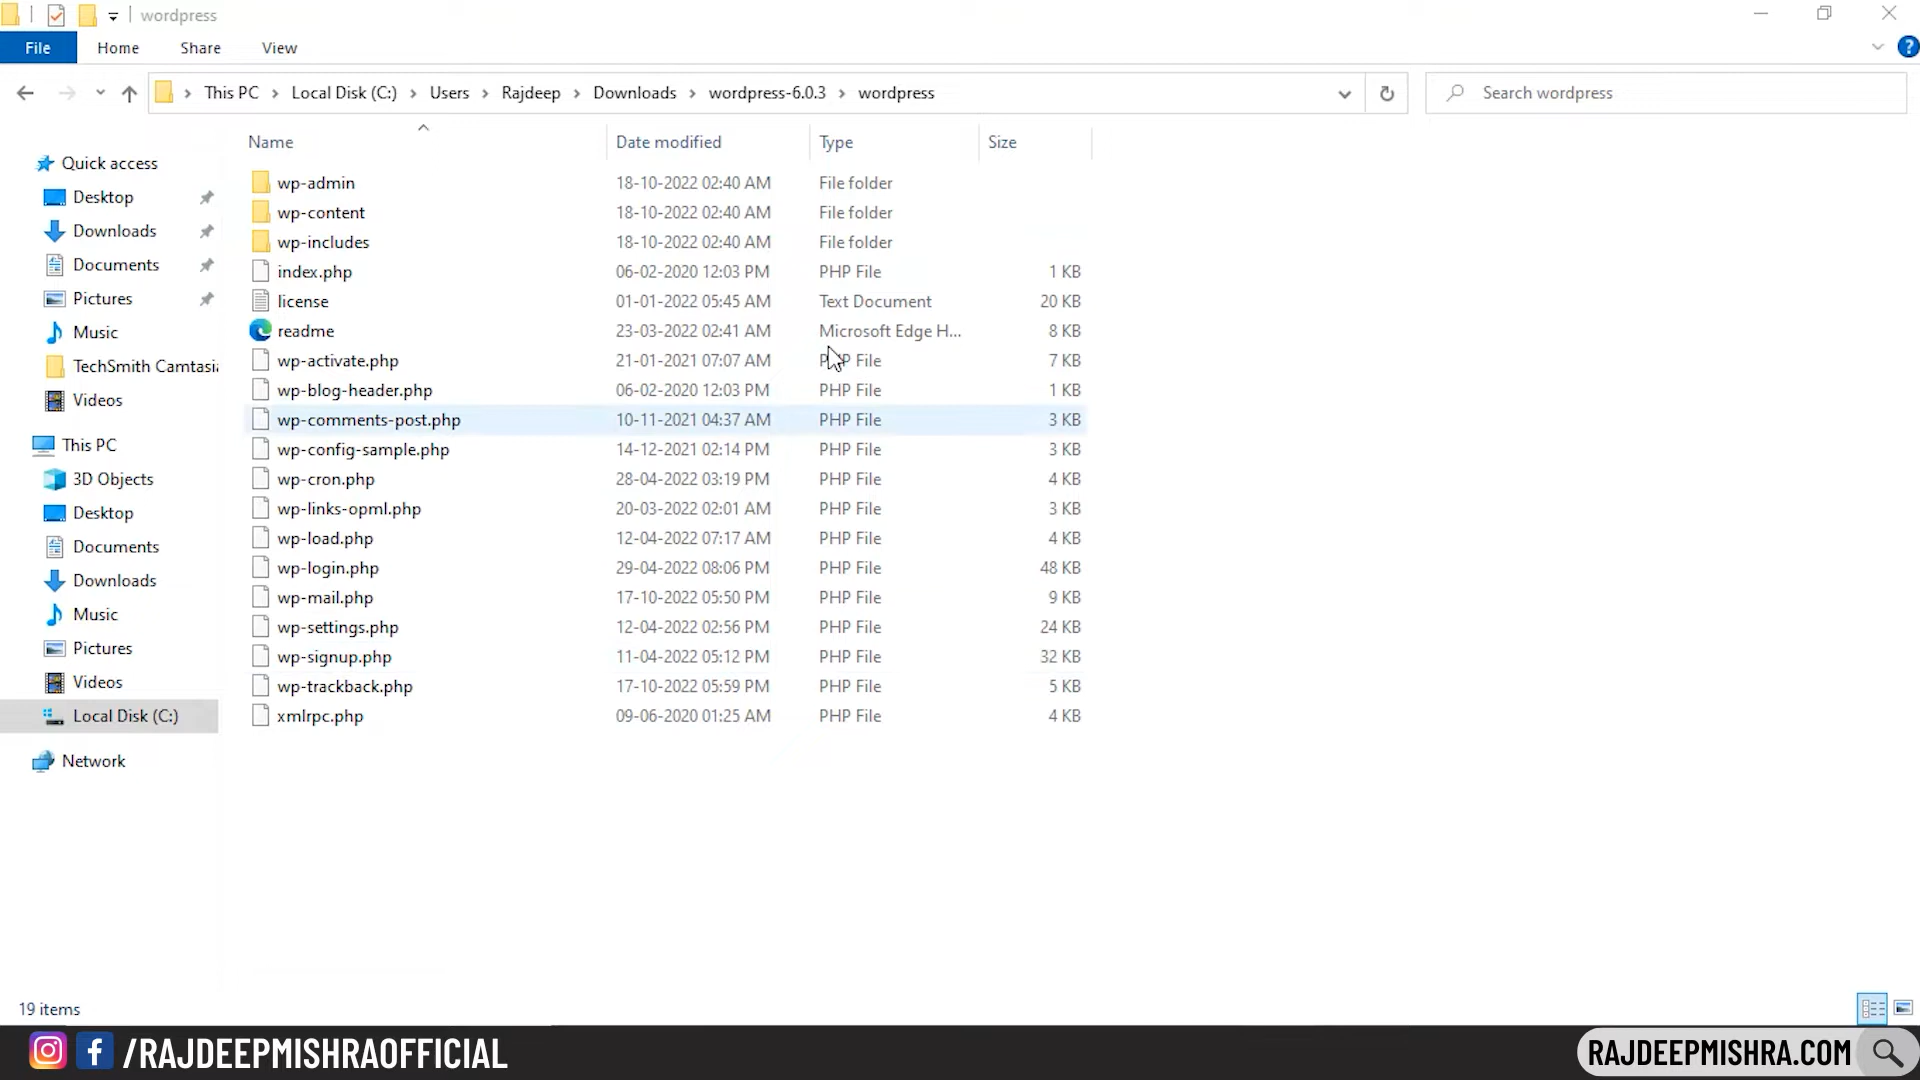 wordpress
File Home Share View
?
This PC Local Disk (C:) Users Rajdeep Downloads wordpress-6.0.3 wordpress Search wordpress
Name Date modified Type Size
Quick access
Desktop
Downloads
Documents
Pictures
Music
TechSmith Camtasi
Videos
This PC
3D Objects
Desktop
Documents
Downloads
Music
Pictures
Videos
Local Disk (C:)
Network
wp-admin 18-10-2022 02:40 AM File folder
wp-content 18-10-2022 02:40 AM File folder
wp-includes 18-10-2022 02:40 AM File folder
index.php 06-02-2020 12:03 PM PHP File 1 KB
license 01-01-2022 05:45 AM Text Document 20 KB
readme 23-03-2022 02:41 AM Microsoft Edge H... 8 KB
wp-activate.php 21-01-2021 07:07 AM PHP File 7 KB
wp-blog-header.php 06-02-2020 12:03 PM PHP File 1 KB
wp-comments-post.php 10-11-2021 04:37 AM PHP File 3 KB
wp-config-sample.php 14-12-2021 02:14 PM PHP File 3 KB
wp-cron.php 28-04-2022 03:19 PM PHP File 4 KB
wp-links-opml.php 20-03-2022 02:01 AM PHP File 3 KB
wp-load.php 12-04-2022 07:17 AM PHP File 4 KB
wp-login.php 29-04-2022 08:06 PM PHP File 48 KB
wp-mail.php 17-10-2022 05:50 PM PHP File 9 KB
wp-settings.php 12-04-2022 02:56 PM PHP File 24 KB
wp-signup.php 11-04-2022 05:12 PM PHP File 32 KB
wp-trackback.php 17-10-2022 05:59 PM PHP File 5 KB
xmlrpc.php 09-06-2020 01:25 AM PHP File 4 KB
19 items
/RAJDEEPMISHRAOFFICIAL
RAJDEEPMISHRA.COM